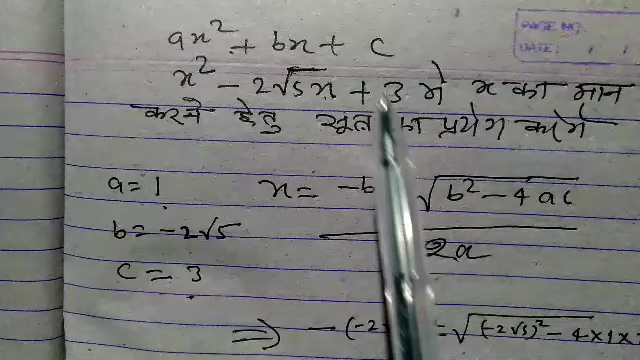 PAGE NO.
DATE:
ax² + bx + c
x² - 2√5x + 3 में x का मान
करने हेतु सूत्र का प्रयोग करेंगे
a = 1 x = -b √b² - 4ac
b = -2√5 2a
c = 3
⇒ -(-2 = √(-2√5)² - 4×1×